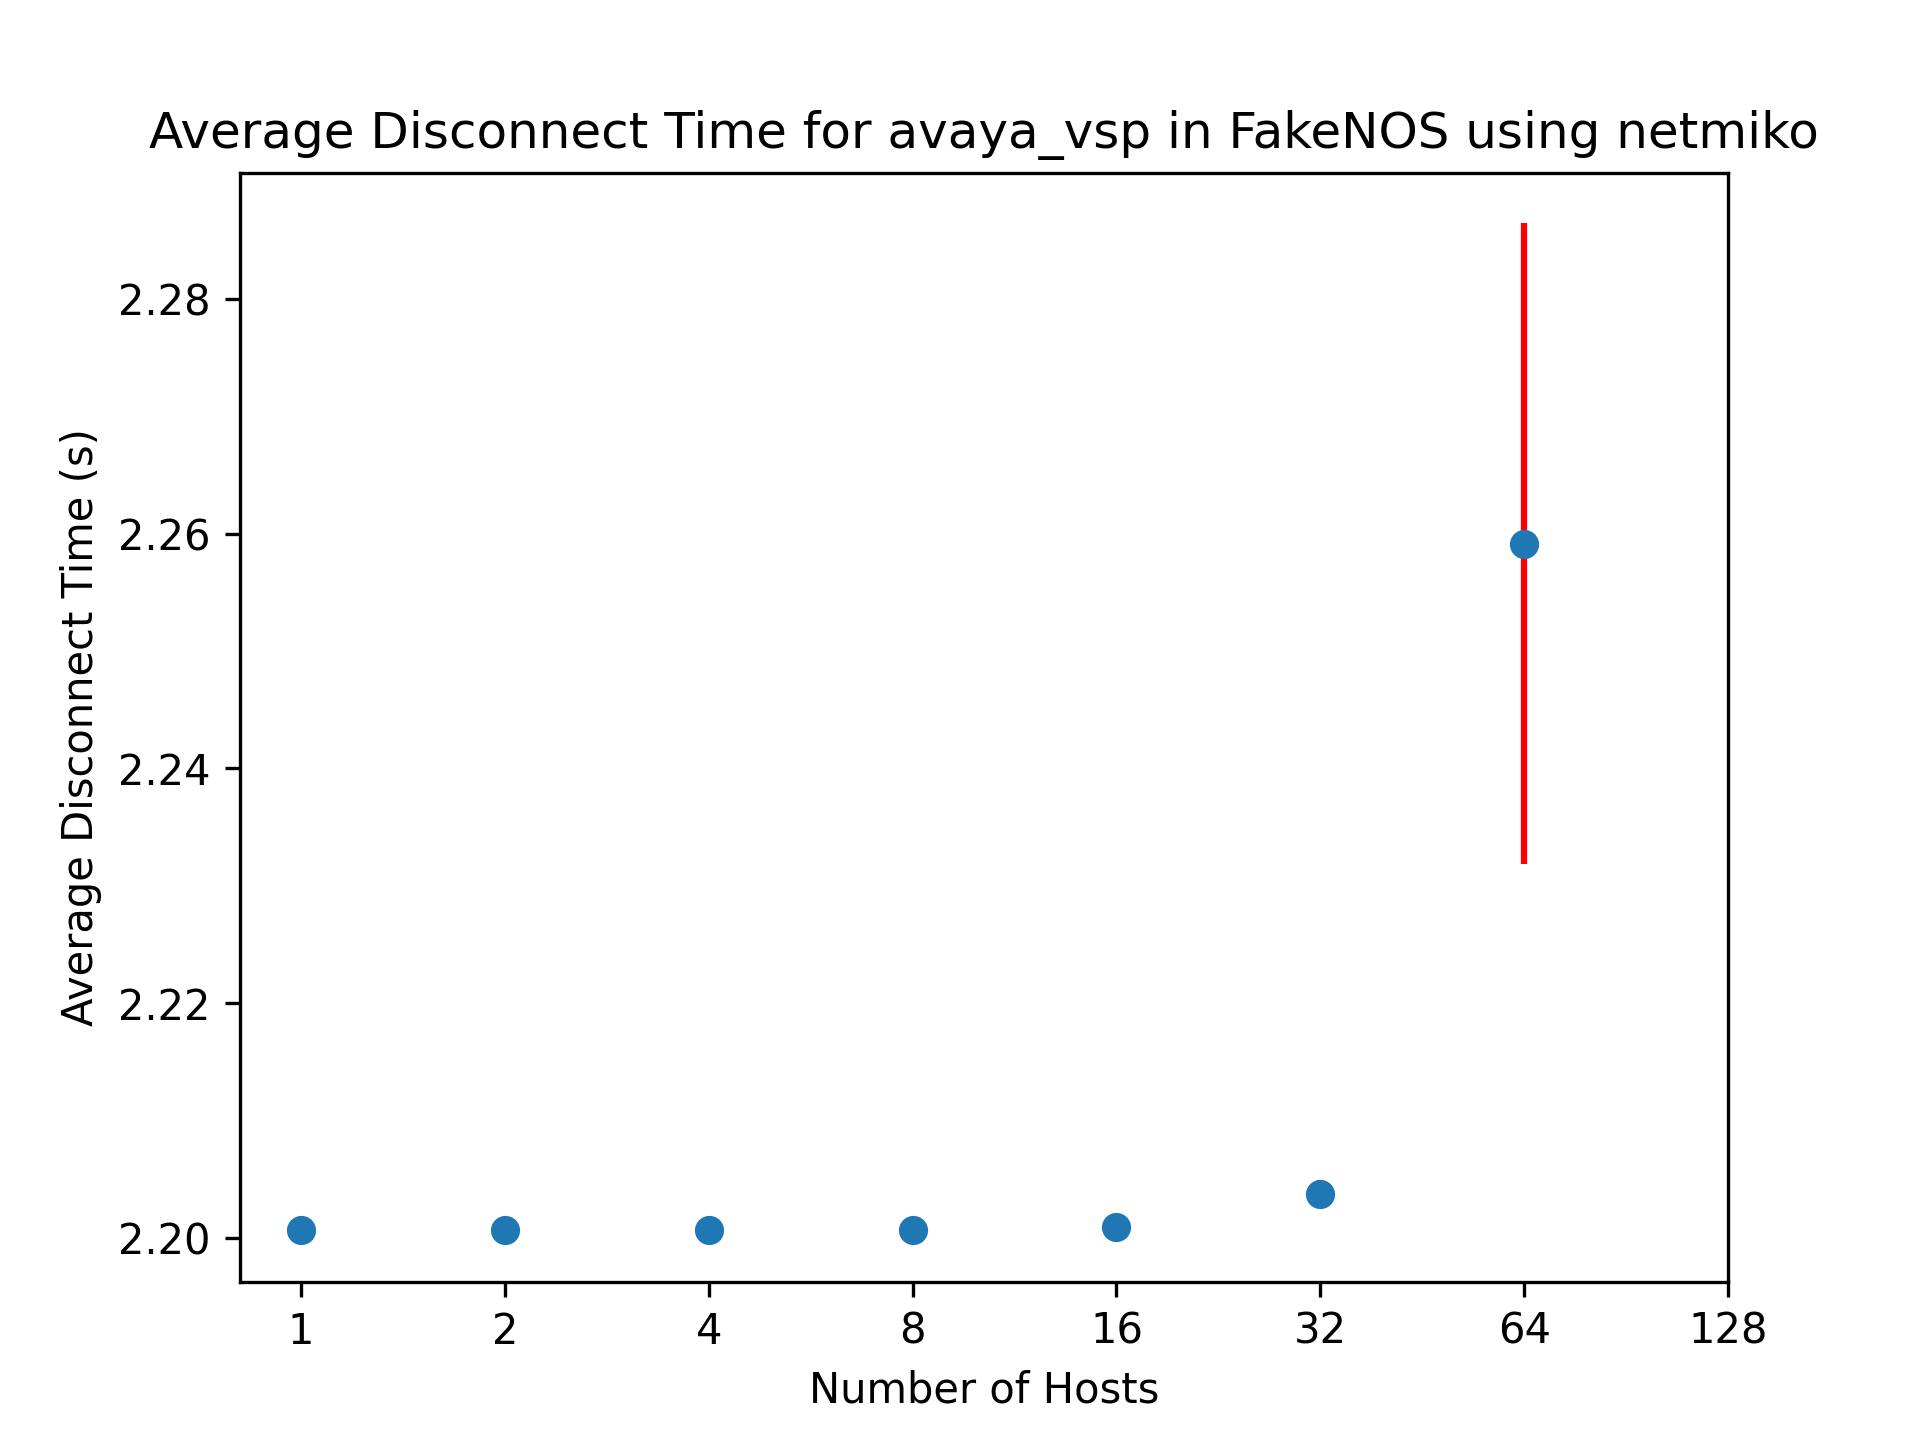 Average Disconnect Time for avaya_vsp in FakeNOS using netmiko
Average Disconnect Time (s)
2.28
2.26
2.24
2.22
2.20
1 2 4 8 16 32 64 128
Number of Hosts